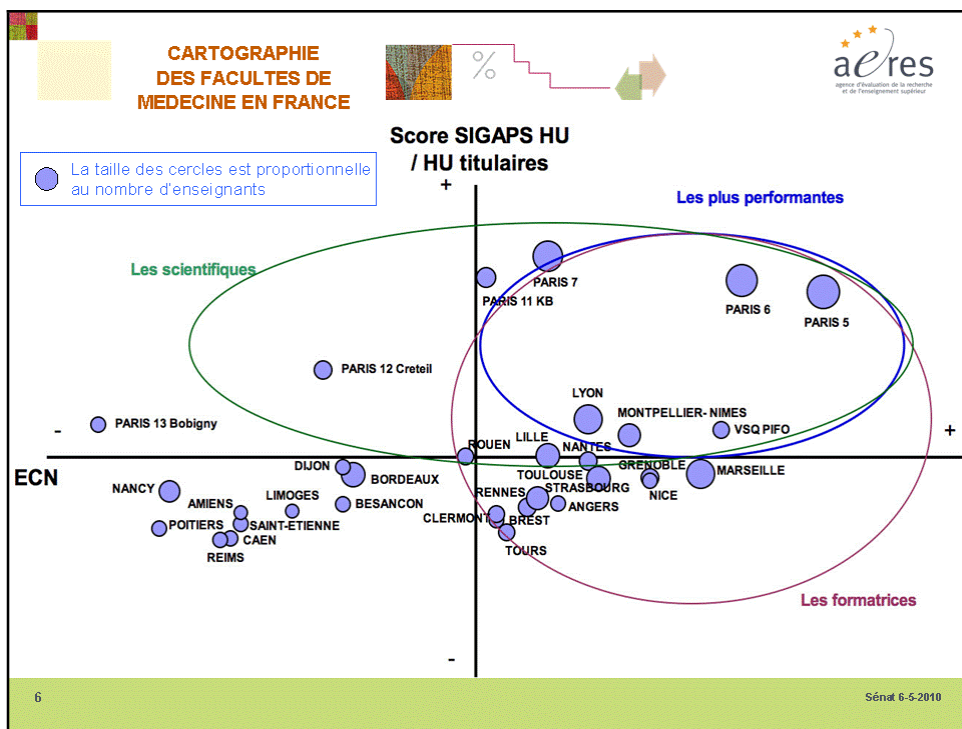 CARTOGRAPHIE
DES FACULTES DE
MEDECINE EN FRANCE
%
aeres
agence d'évaluation de la recherche
et de l'enseignement supérieur
La taille des cercles est proportionnelle
au nombre d'enseignants
Score SIGAPS HU
/ HU titulaires
+
Les plus performantes
Les scientifiques
PARIS 7
PARIS 11 KB
PARIS 6
PARIS 5
PARIS 12 Creteil
LYON
MONTPELLIER- NIMES
PARIS 13 Bobigny
VSQ PIFO
-
+
ROUEN
LILLE
NANTES
DIJON
GRENOBLE
MARSEILLE
ECN
BORDEAUX
TOULOUSE
NANCY
STRASBOURG
NICE
LIMOGES
RENNES
AMIENS
BESANCON
ANGERS
CLERMONT
BREST
POITIERS
SAINT-ETIENNE
CAEN
TOURS
REIMS
Les formatrices
-
6
Sénat 6-5-2010